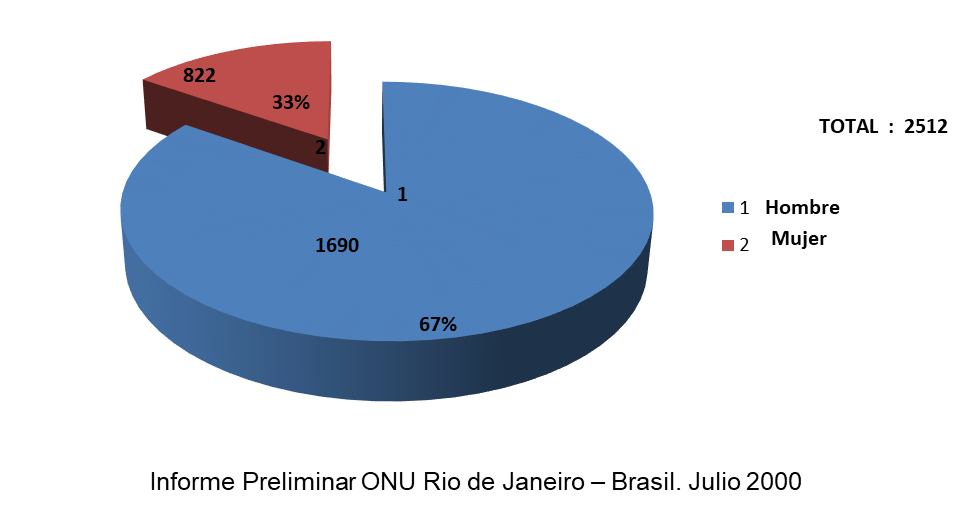 822
33%
2
1
1690
67%
TOTAL : 2512
1 Hombre
2 Mujer
Informe Preliminar ONU Rio de Janeiro – Brasil. Julio 2000